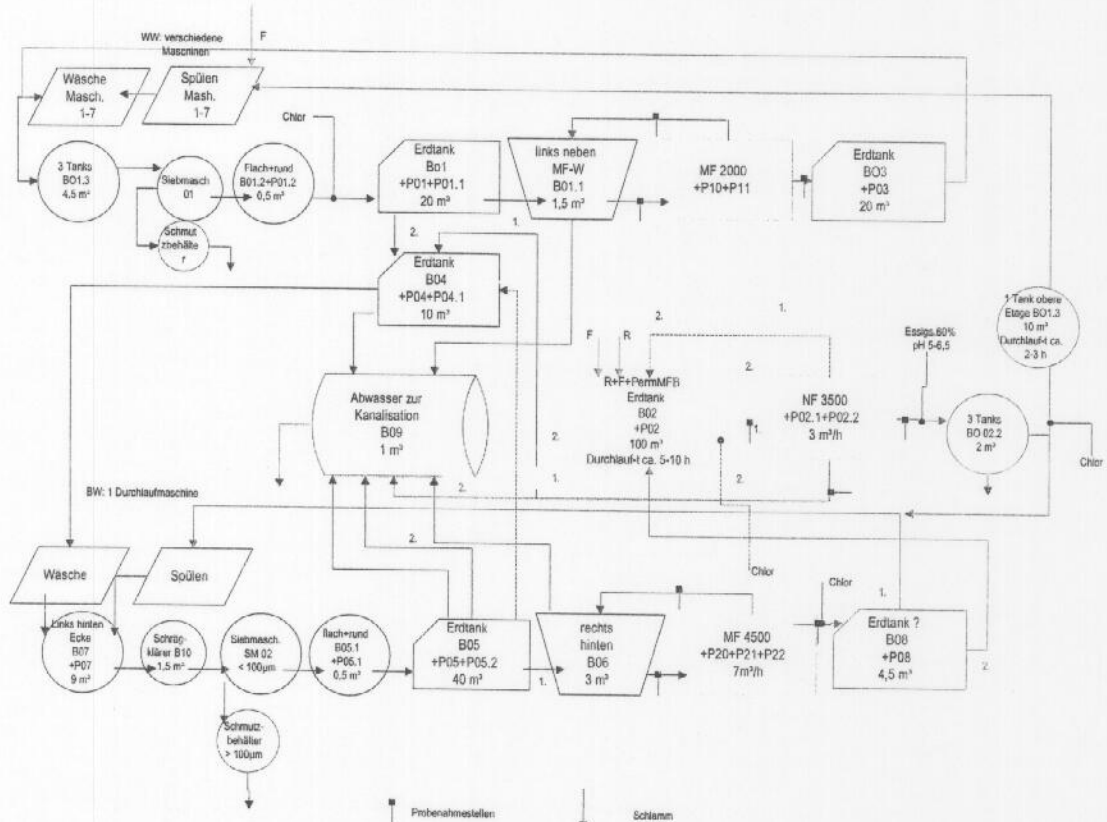 WW: verschiedene
Maschinen
F
Wäsche
Masch.
1-7
Spülen
Mash.
1-7
Chlor
3 Tanks
BO1.3
4,5 m³
Siebmasch
01
Flach+rund
B01.2+P01.2
0,5 m³
Schmut
zbehälte
r
Erdtank
Bo1
+P01+P01.1
20 m³
links neben
MF-W
B01.1
1,5 m³
MF 2000
+P10+P11
Erdtank
BO3
+P03
20 m³
2.
1.
Erdtank
B04
+P04+P04.1
10 m³
1 Tank obere
Etage BO1.3
10 m³
Durchlauf-t ca.
2-3 h
Abwasser zur
Kanalisation
B09
1 m³
F
R
2.
1.
2.
R+F+PermMFB
Erdtank
B02
+P02
100 m³
Durchlauf-t ca. 5-10 h
NF 3500
+P02.1+P02.2
3 m³/h
Essigs.60%
pH 5-6,5
3 Tanks
BO 02.2
2 m³
Chlor
1.
2.
2.
1.
2.
2.
BW: 1 Durchlaufmaschine
Wäsche
Spülen
Links hinten
Ecke
B07
+P07
9 m³
Schräg-
klärer B10
1,5 m³
Siebmasch.
SM 02
< 100µm
flach+rund
B05.1
+P05.1
0,5 m³
Erdtank
B05
+P05+P05.2
40 m³
1.
rechts
hinten
B06
3 m³
Chlor
MF 4500
+P20+P21+P22
7m³/h
Chlor
1.
Erdtank ?
B08
+P08
4,5 m³
2.
Schmutz-
behälter
> 100µm
Probenahmestellen
Schlamm